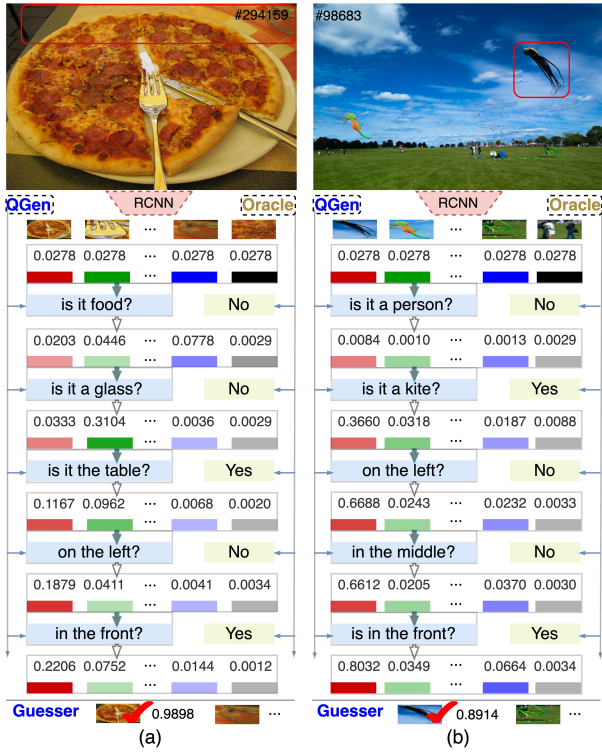 #294159
QGen
RCNN
Oracle
...
0.0278 0.0278 ... 0.0278 0.0278
...
is it food? No
0.0203 0.0446 ... 0.0778 0.0029
...
is it a glass? No
0.0333 0.3104 ... 0.0036 0.0029
...
is it the table? Yes
0.1167 0.0962 ... 0.0068 0.0020
...
on the left? No
0.1879 0.0411 ... 0.0041 0.0034
...
in the front? Yes
0.2206 0.0752 ... 0.0144 0.0012
...
Guesser 0.9898 ...
(a)
#98683
QGen
RCNN
Oracle
...
0.0278 0.0278 ... 0.0278 0.0278
...
is it a person? No
0.0084 0.0010 ... 0.0013 0.0029
...
is it a kite? Yes
0.3660 0.0318 ... 0.0187 0.0088
...
on the left? No
0.6688 0.0243 ... 0.0232 0.0033
...
in the middle? No
0.6612 0.0205 ... 0.0370 0.0030
...
is in the front? Yes
0.8032 0.0349 ... 0.0664 0.0034
...
Guesser 0.8914 ...
(b)